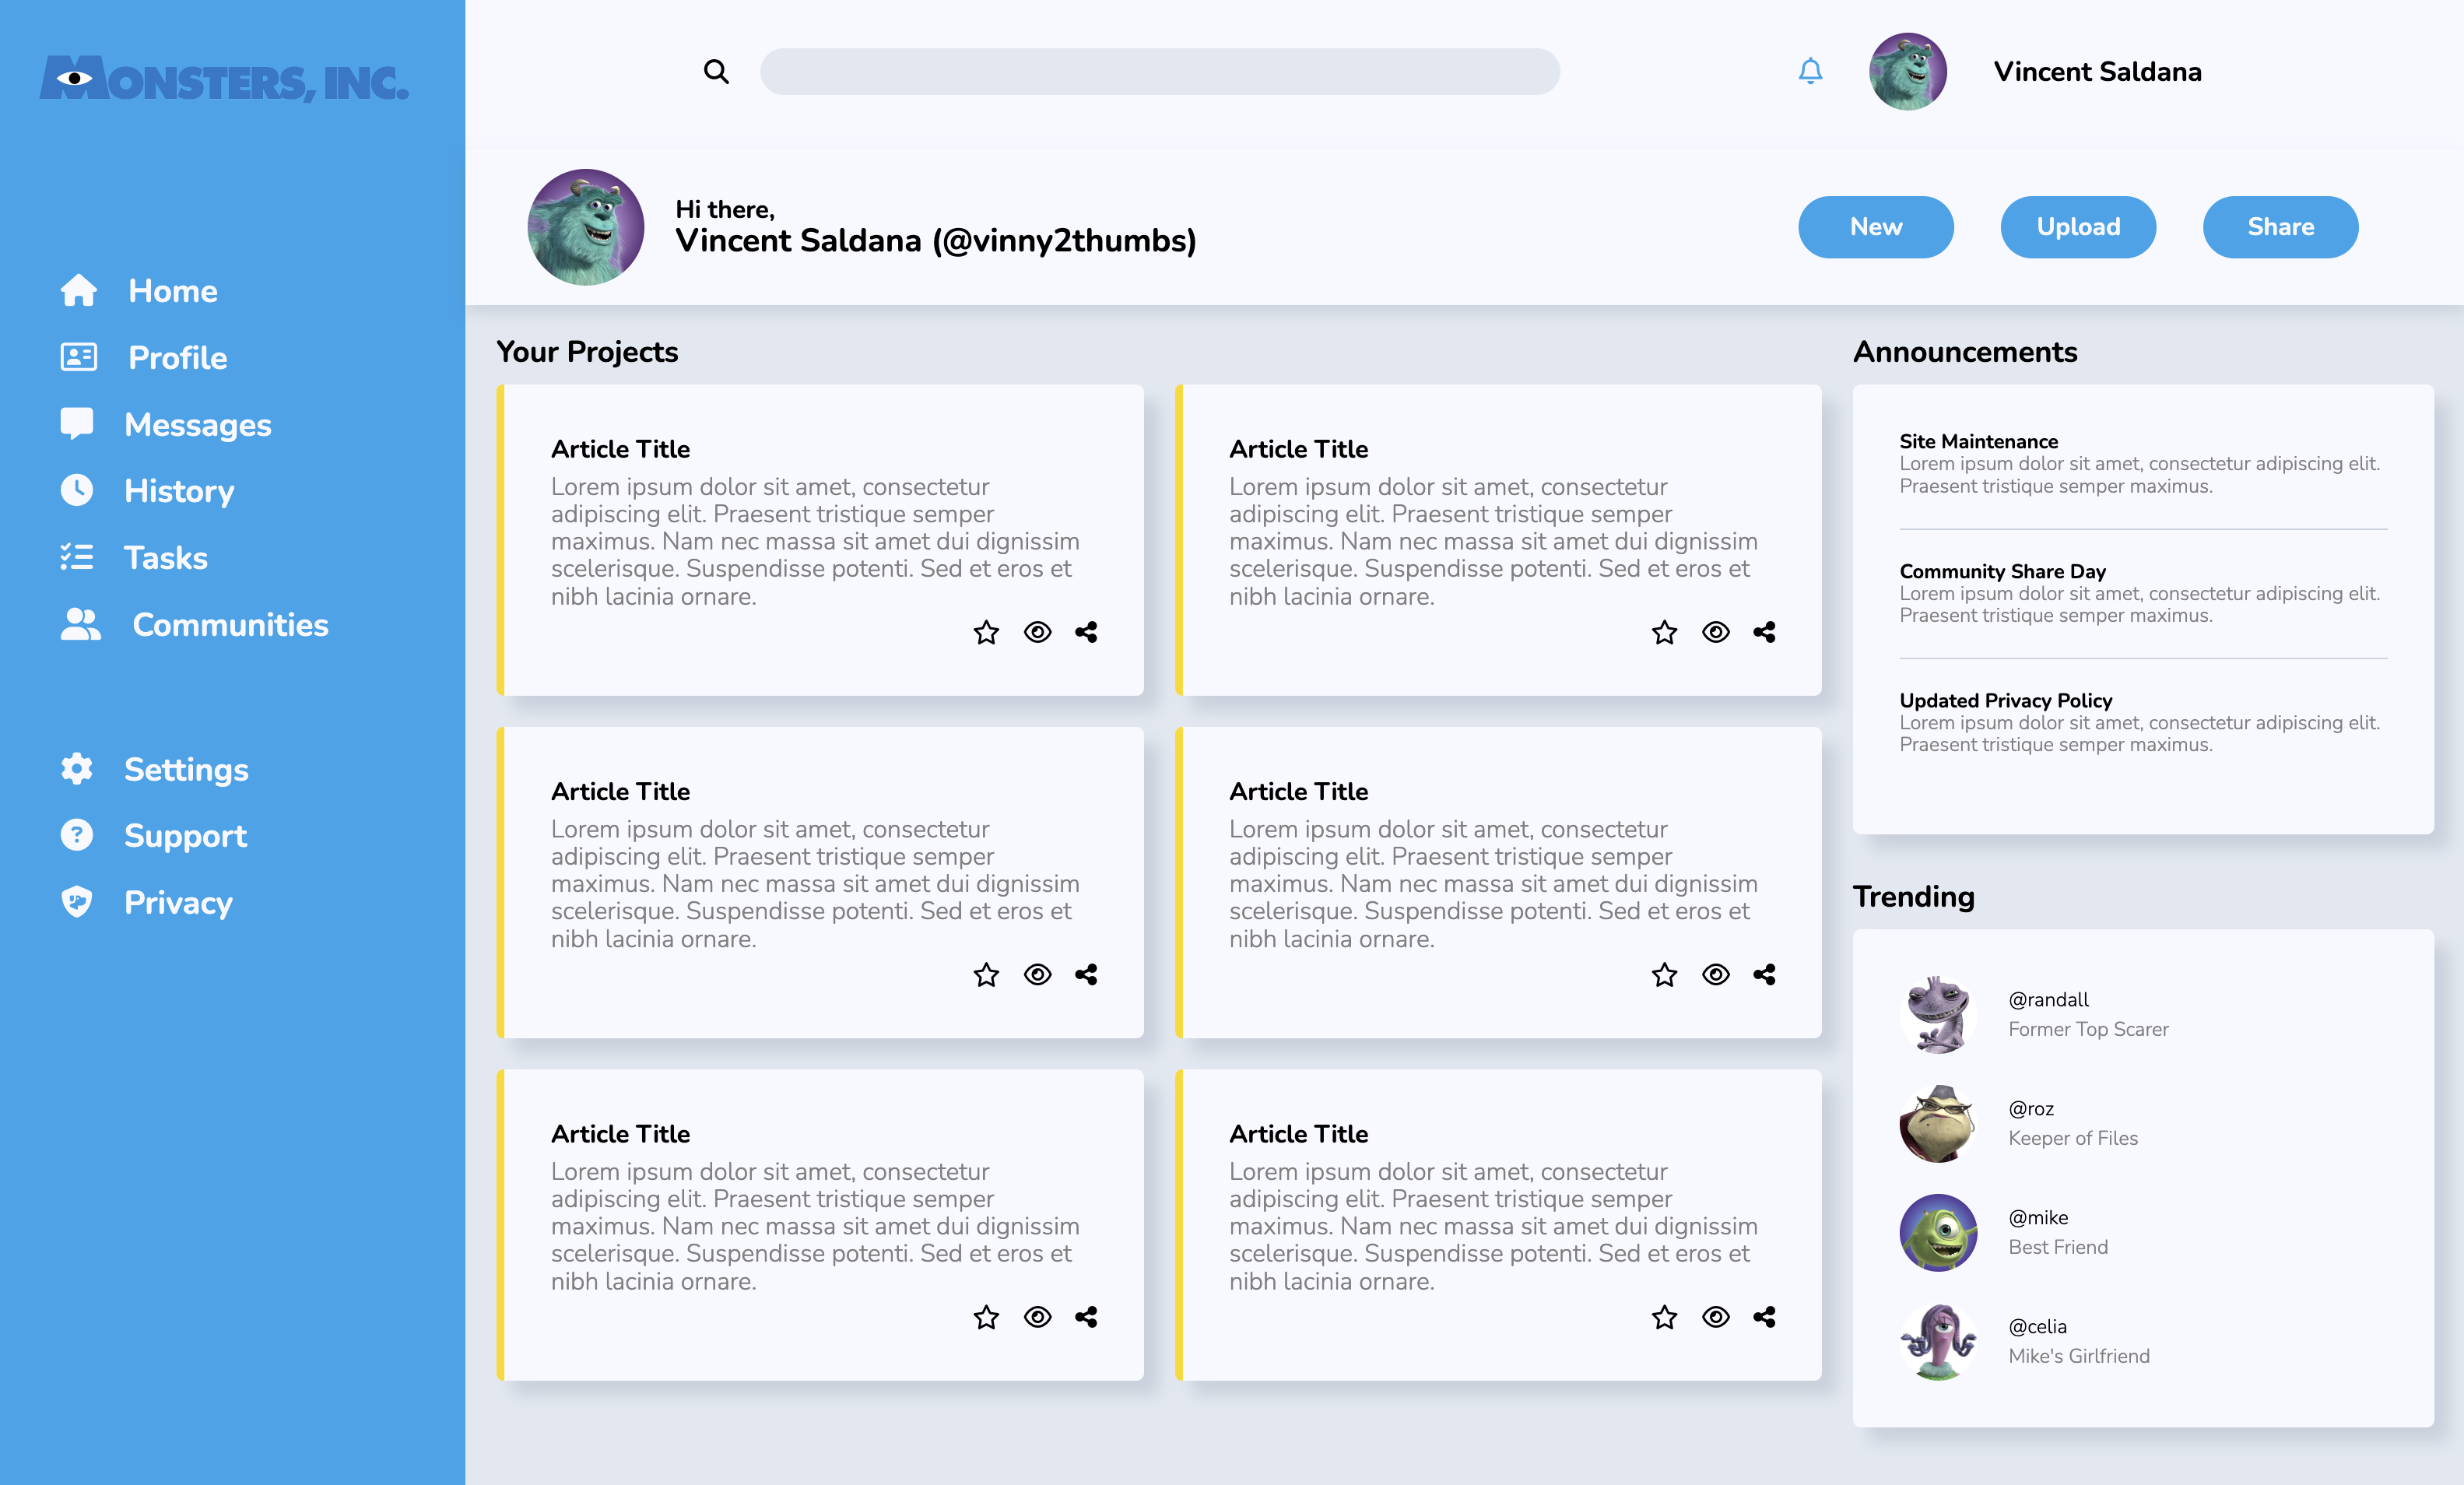 MONSTERS, INC.
Home
Profile
Messages
History
Tasks
Communities
Settings
Support
Privacy
Vincent Saldana
Hi there,
Vincent Saldana (@vinny2thumbs)
New
Upload
Share
Your Projects
Article Title
Lorem ipsum dolor sit amet, consectetur
adipiscing elit. Praesent tristique semper
maximus. Nam nec massa sit amet dui dignissim
scelerisque. Suspendisse potenti. Sed et eros et
nibh lacinia ornare.
Article Title
Lorem ipsum dolor sit amet, consectetur
adipiscing elit. Praesent tristique semper
maximus. Nam nec massa sit amet dui dignissim
scelerisque. Suspendisse potenti. Sed et eros et
nibh lacinia ornare.
Article Title
Lorem ipsum dolor sit amet, consectetur
adipiscing elit. Praesent tristique semper
maximus. Nam nec massa sit amet dui dignissim
scelerisque. Suspendisse potenti. Sed et eros et
nibh lacinia ornare.
Article Title
Lorem ipsum dolor sit amet, consectetur
adipiscing elit. Praesent tristique semper
maximus. Nam nec massa sit amet dui dignissim
scelerisque. Suspendisse potenti. Sed et eros et
nibh lacinia ornare.
Article Title
Lorem ipsum dolor sit amet, consectetur
adipiscing elit. Praesent tristique semper
maximus. Nam nec massa sit amet dui dignissim
scelerisque. Suspendisse potenti. Sed et eros et
nibh lacinia ornare.
Article Title
Lorem ipsum dolor sit amet, consectetur
adipiscing elit. Praesent tristique semper
maximus. Nam nec massa sit amet dui dignissim
scelerisque. Suspendisse potenti. Sed et eros et
nibh lacinia ornare.
Announcements
Site Maintenance
Lorem ipsum dolor sit amet, consectetur adipiscing elit.
Praesent tristique semper maximus.
Community Share Day
Lorem ipsum dolor sit amet, consectetur adipiscing elit.
Praesent tristique semper maximus.
Updated Privacy Policy
Lorem ipsum dolor sit amet, consectetur adipiscing elit.
Praesent tristique semper maximus.
Trending
@randall
Former Top Scarer
@roz
Keeper of Files
@mike
Best Friend
@celia
Mike's Girlfriend